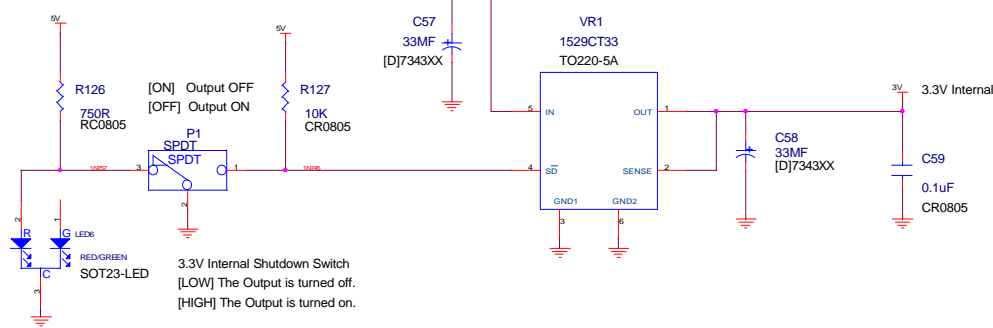 5V
5V
C57
33MF
[D]7343XX
VR1
1529CT33
TO220-5A
R126
750R
RC0805
[ON] Output OFF
[OFF] Output ON
R127
10K
CR0805
3V
3.3V Internal
5
IN
OUT
1
P1
SPDT
SPDT
C58
33MF
[D]7343XX
C59
0.1uF
CR0805
1N257
3
1
1N245
4
SD
SENSE
2
2
GND1
GND2
3
6
2
1
R
G
LED6
RED/GREEN
SOT23-LED
C
3
3.3V Internal Shutdown Switch
[LOW] The Output is turned off.
[HIGH] The Output is turned on.